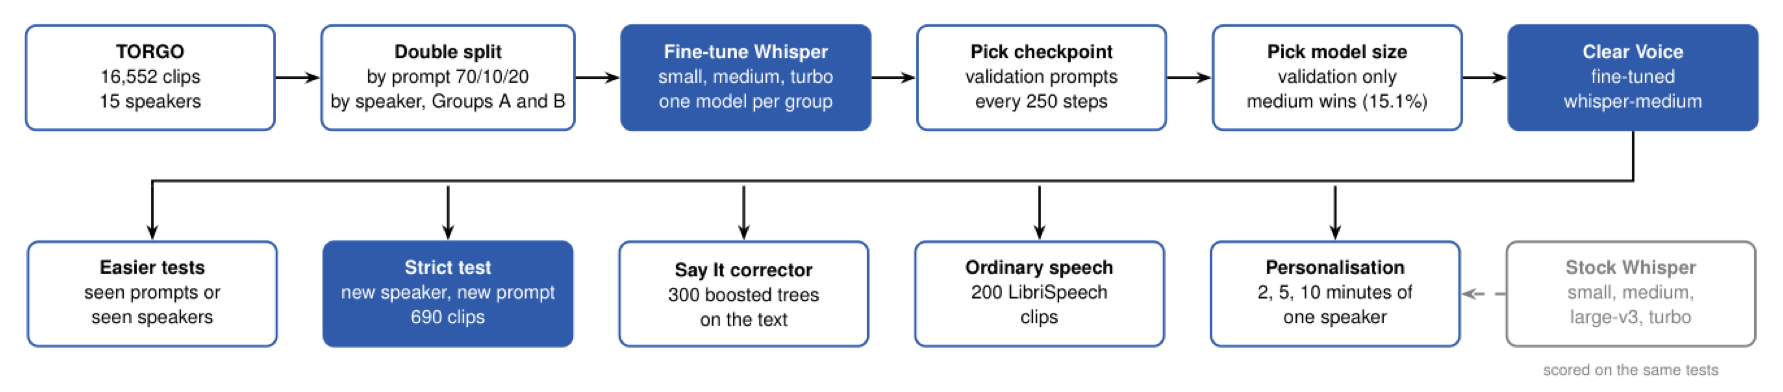 TORGO
16,552 clips
15 speakers
Double split
by prompt 70/10/20
by speaker, Groups A and B
Fine-tune Whisper
small, medium, turbo
one model per group
Pick checkpoint
validation prompts
every 250 steps
Pick model size
validation only
medium wins (15.1%)
Clear Voice
fine-tuned
whisper-medium
Easier tests
seen prompts or
seen speakers
Strict test
new speaker, new prompt
690 clips
Say It corrector
300 boosted trees
on the text
Ordinary speech
200 LibriSpeech
clips
Personalisation
2, 5, 10 minutes of
one speaker
Stock Whisper
small, medium,
large-v3, turbo
scored on the same tests